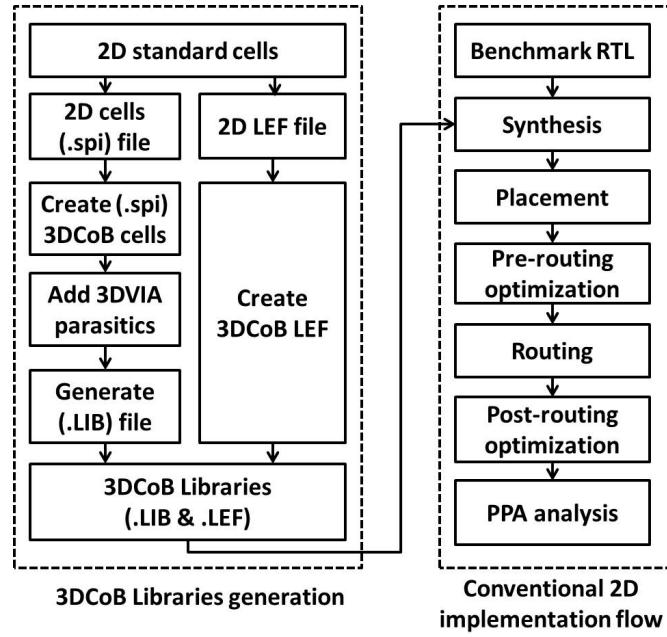 2D standard cells
2D cells
(.spi) file
2D LEF file
Create (.spi)
3DCoB cells
Add 3DVIA
parasitics
Generate
(.LIB) file
Create
3DCoB LEF
3DCoB Libraries
(.LIB & .LEF)
3DCoB Libraries generation
Benchmark RTL
Synthesis
Placement
Pre-routing
optimization
Routing
Post-routing
optimization
PPA analysis
Conventional 2D
implementation flow